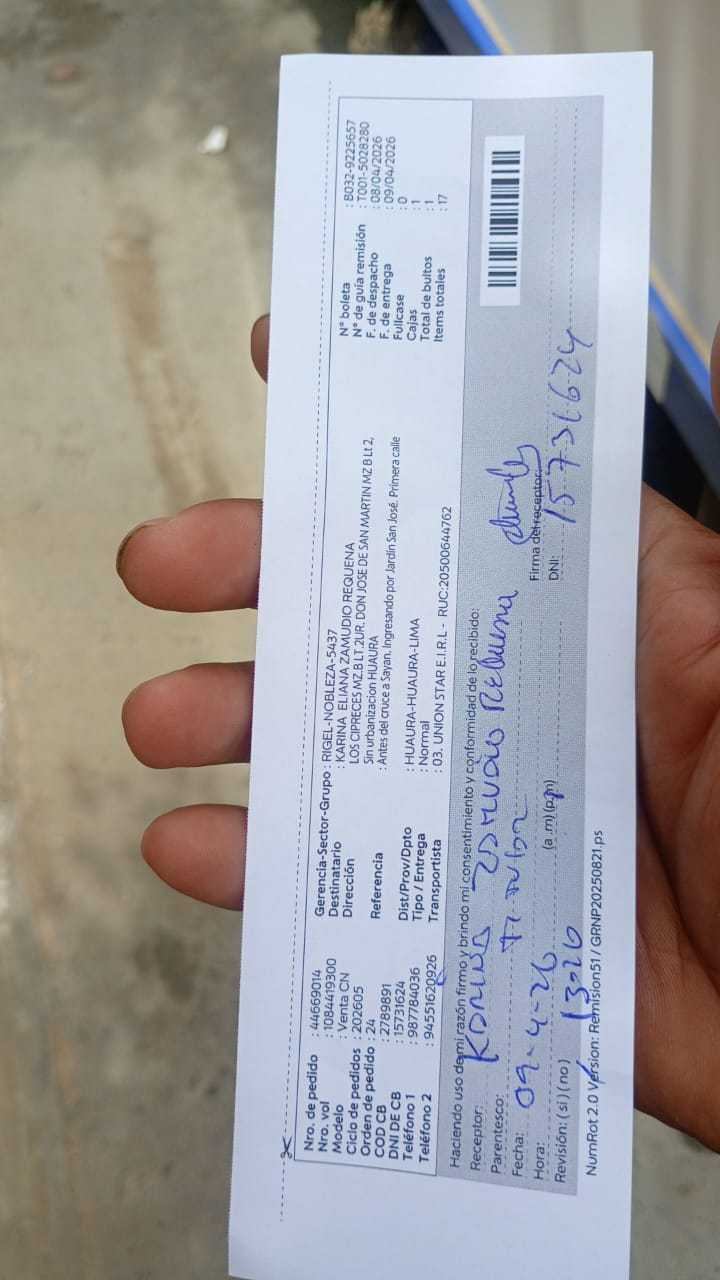 Nro. de pedido : 44669014
Nro. vol : 1084419300
Modelo : Venta CN
Ciclo de pedidos : 202605
Orden de pedido : 24
COD CB : 2789891
DNI DE CB : 15731624
Teléfono 1 : 987784036
Teléfono 2 : 94551620926
Gerencia-Sector-Grupo : RIGEL-NOBLEZA-5437
Destinatario : KARINA ELIANA ZAMUDIO REQUENA
Dirección LOS CIPRECES MZ.B LT.2UR. DON JOSE DE SAN MARTIN MZ B Lt 2,
Sin urbanizacion HUAURA
Referencia : Antes del cruce a Sayan, Ingresando por Jardín San José. Primera calle
Dist/Prov/Dpto : HUAURA-HUAURA-LIMA
Tipo / Entrega : Normal
Transportista : 03. UNION STAR E.I.R.L - RUC:20500644762
N° boleta : B032-9225657
N° de guía remisión : T001-5028280
F. de despacho : 08/04/2026
F. de entrega : 09/04/2026
Fullcase : 0
Cajas : 1
Total de bultos : 1
Items totales : 17
Haciendo uso de mi razón firmo y brindo mi consentimiento y conformidad de lo recibido:
Receptor: KARINA ZAMUDIO REQUENA
Parentesco: Titular
Fecha: 09-4-26
Hora: 13:26 (a.m) (p.m)
Revisión: (si) (no)
Firma del receptor:
DNI: 15731624
NumRot 2.0 Version: Remision51 / GRNP20250821.ps